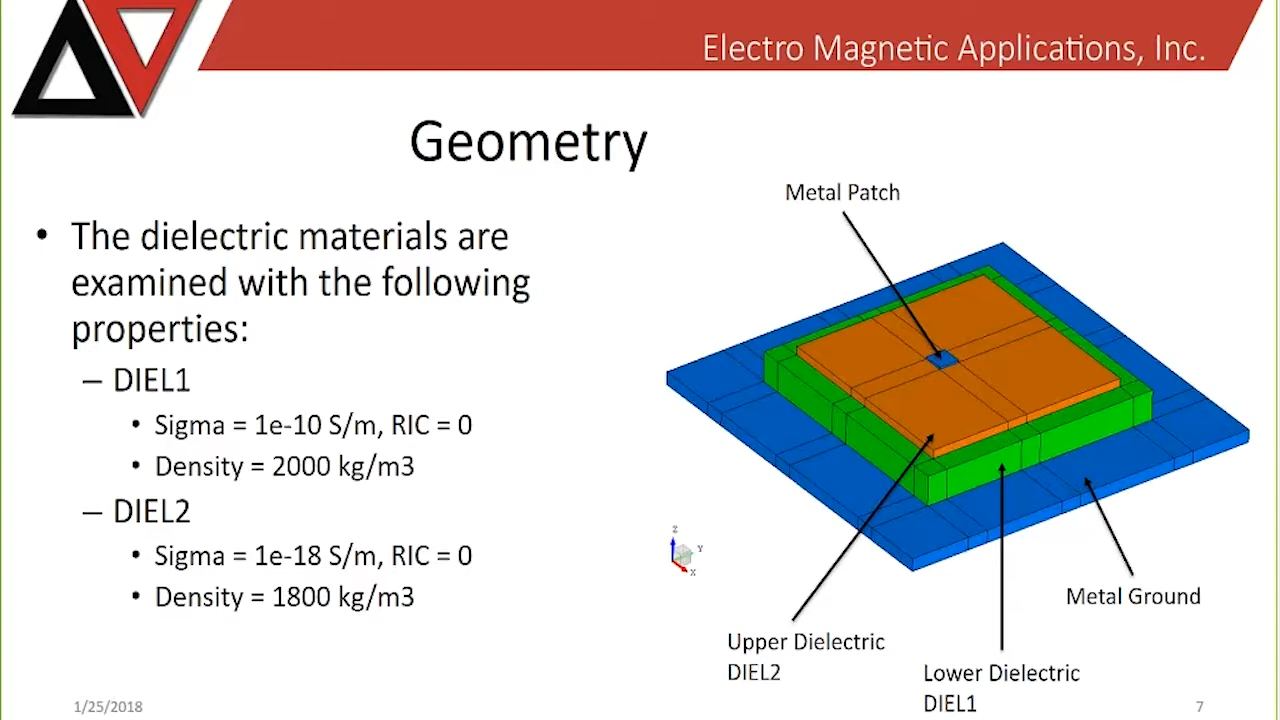 Electro Magnetic Applications, Inc.
Geometry
• The dielectric materials are
examined with the following
properties:
– DIEL1
• Sigma = 1e-10 S/m, RIC = 0
• Density = 2000 kg/m3
– DIEL2
• Sigma = 1e-18 S/m, RIC = 0
• Density = 1800 kg/m3
Metal Patch
Z
Y
X
Metal Ground
Upper Dielectric
DIEL2
Lower Dielectric
DIEL1
1/25/2018
7